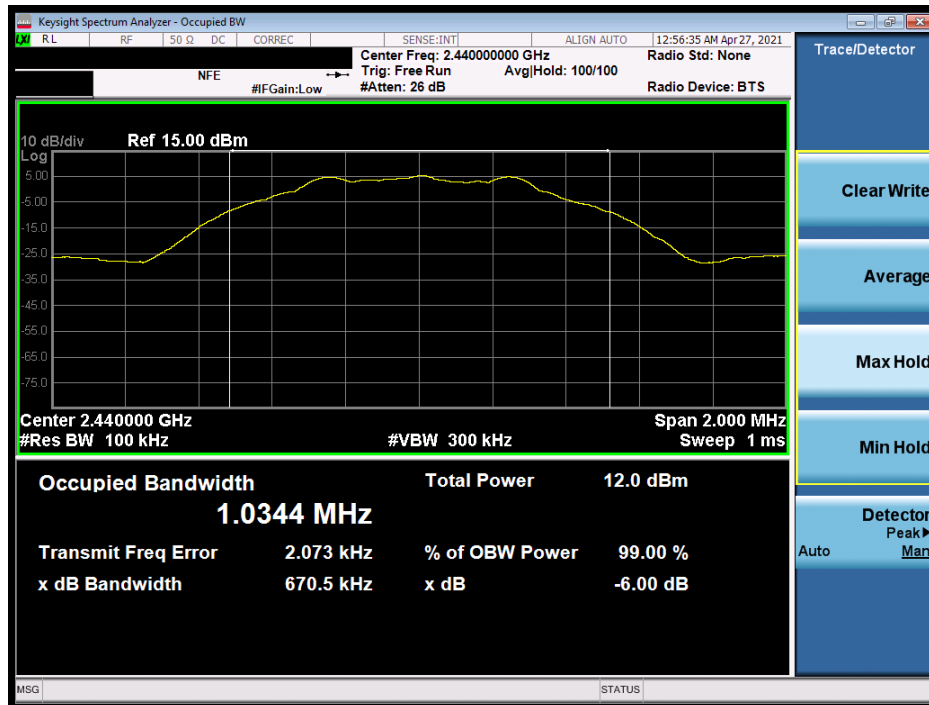 Keysight Spectrum Analyzer - Occupied BW
LXI RL RF 50 Ω DC CORREC SENSE:INT ALIGN AUTO 12:56:35 AM Apr 27, 2021
Center Freq: 2.440000000 GHz Radio Std: None
NFE Trig: Free Run Avg|Hold: 100/100
#IFGain:Low #Atten: 26 dB Radio Device: BTS
10 dB/div Ref 15.00 dBm
Log
5.00
-5.00
-15.0
-25.0
-35.0
-45.0
-55.0
-65.0
-75.0
Center 2.440000 GHz Span 2.000 MHz
#Res BW 100 kHz #VBW 300 kHz Sweep 1 ms
Occupied Bandwidth Total Power 12.0 dBm
1.0344 MHz
Transmit Freq Error 2.073 kHz % of OBW Power 99.00 %
x dB Bandwidth 670.5 kHz x dB -6.00 dB
MSG STATUS
Trace/Detector
Clear Write
Average
Max Hold
Min Hold
Detector
Peak▶
Auto Man